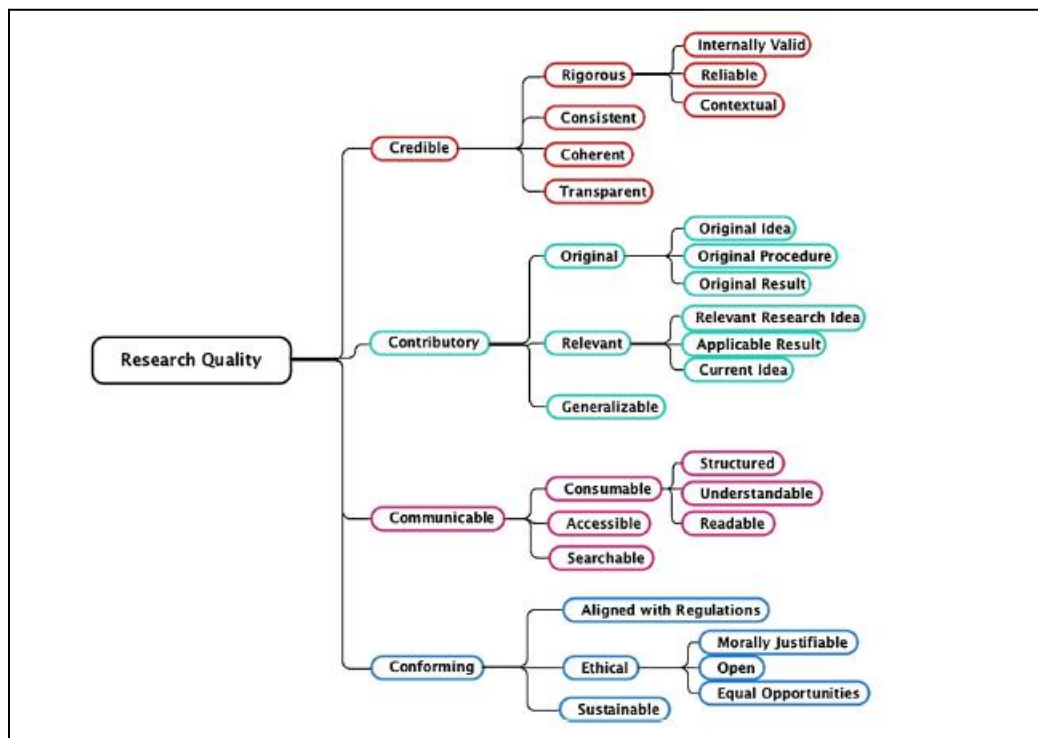 Research Quality
Credible
Rigorous
Internally Valid
Reliable
Contextual
Consistent
Coherent
Transparent
Contributory
Original
Original Idea
Original Procedure
Original Result
Relevant
Relevant Research Idea
Applicable Result
Current Idea
Generalizable
Communicable
Consumable
Structured
Understandable
Readable
Accessible
Searchable
Conforming
Aligned with Regulations
Ethical
Morally Justifiable
Open
Equal Opportunities
Sustainable